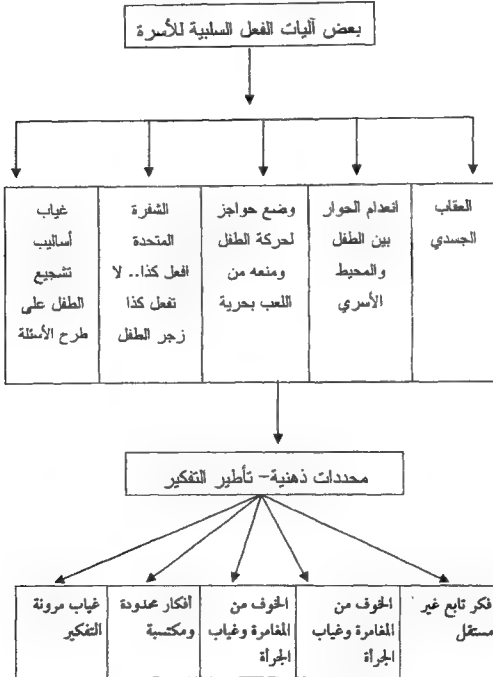 بعض آليات الفعل السلبية للأسرة
العقاب
الجسدي
انعدام الحوار
بين الطفل
والمحيط
الأسري
وضع حواجز
لحركة الطفل
ومنعه من
اللعب بحرية
الشفرة
المتحدة
افعل كذا.. لا
تفعل كذا
زجر الطفل
غياب
أساليب
تشجيع
الطفل على
طرح الأسئلة
محددات ذهنية – تأطير التفكير
فكر تابع غير
مستقل
الخوف من
المغامرة وغياب
الجرأة
الخوف من
المغامرة وغياب
الجرأة
أفكار محدودة
ومكتسبة
غياب مرونة
التفكير